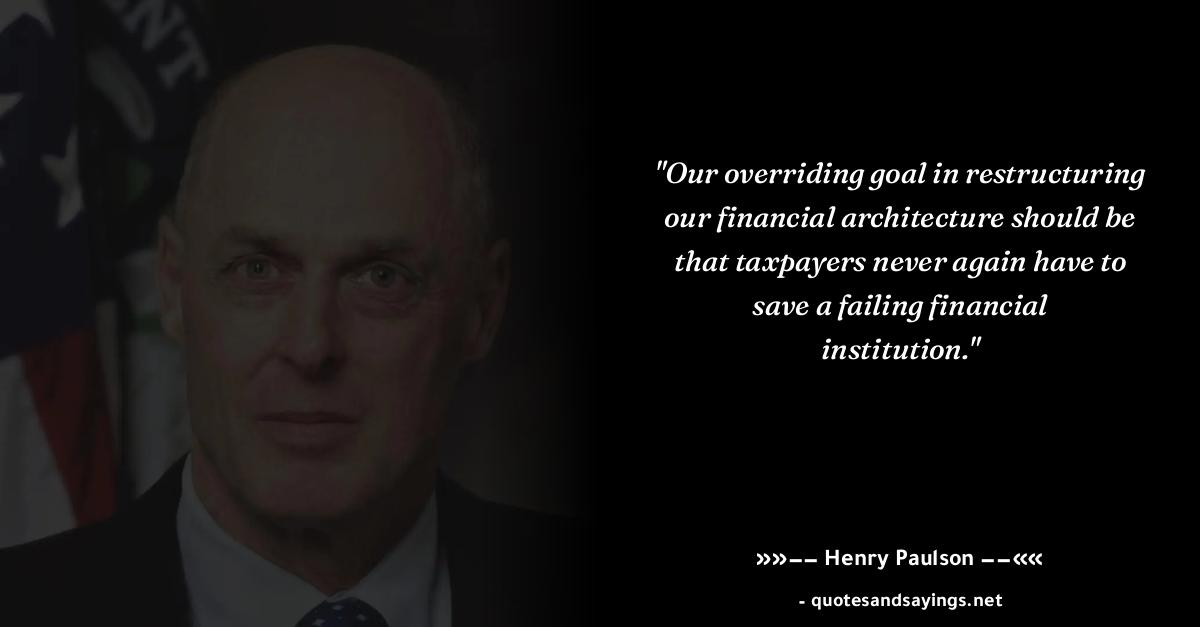 NT
"Our overriding goal in restructuring
our financial architecture should be
that taxpayers never again have to
save a failing financial
institution."
»»–– Henry Paulson ––««
- quotesandsayings.net